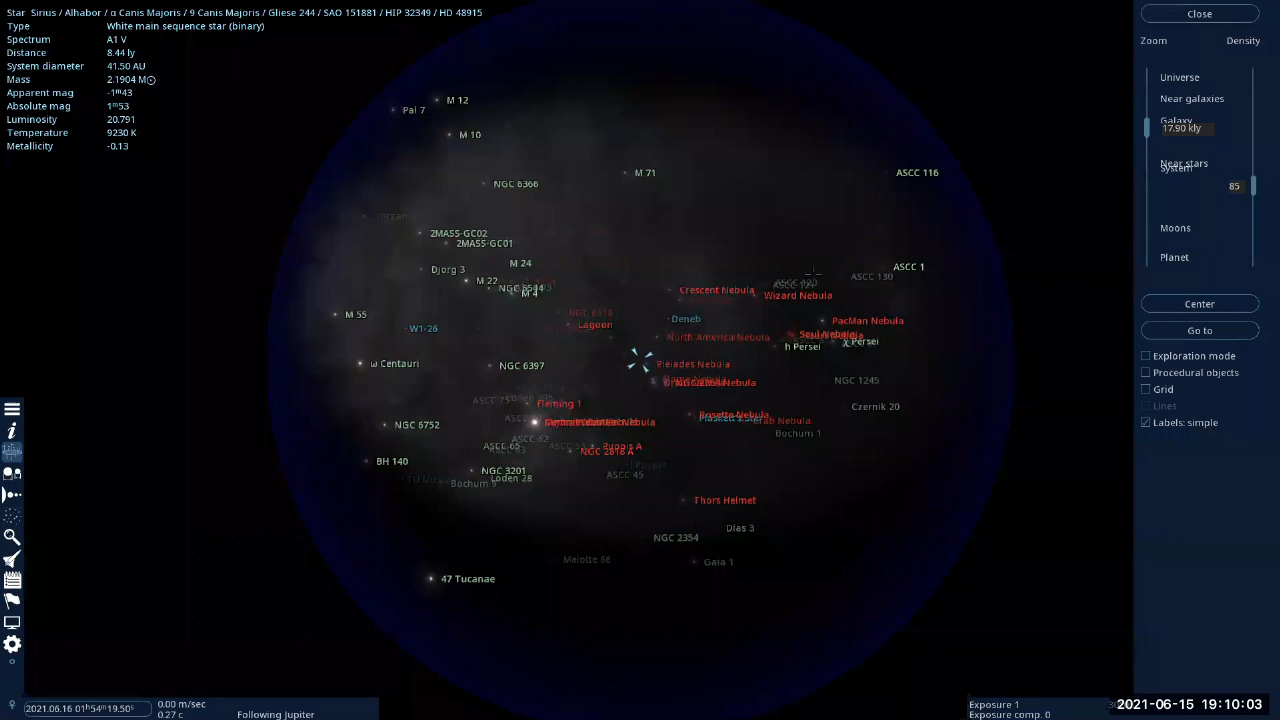 Star Sirius / Alhabor / α Canis Majoris / 9 Canis Majoris / Gliese 244 / SAO 151881 / HIP 32349 / HD 48915
Type White main sequence star (binary)
Spectrum A1 V
Distance 8.44 ly
System diameter 41.50 AU
Mass 2.1904 M☉
Apparent mag -1ᵐ43
Absolute mag 1ᵐ53
Luminosity 20.791
Temperature 9230 K
Metallicity -0.13
Close
Zoom Density
Universe
Near galaxies
Galaxy
17.90 kly
Near stars
System
85
Moons
Planet
Center
Go to
Exploration mode
Procedural objects
Grid
Lines
Labels: simple
M 12
Pal 7
M 10
M 71
ASCC 116
NGC 6366
2MASS-GC02
2MASS-GC01
M 24
Djorg 3
ASCC 1
ASCC 130
M 22
M 4
Crescent Nebula
Wizard Nebula
M 55
NGC 6818
Deneb
PacMan Nebula
W1-26
Lagoon
North America Nebula
Soul Nebula
h Persei
χ Persei
ω Centauri
NGC 6397
Pleiades Nebula
NGC 1245
Fleming 1
Czernik 20
Rosetta Nebula
Crab Nebula
NGC 6752
ASCC 62
Bochum 1
ASCC 65
Puppis A
NGC 2818 A
BH 140
NGC 3201
Loden 28
ASCC 45
Thors Helmet
Dias 3
NGC 2354
Melotte 66
Gaia 1
47 Tucanae
2021.06.16 01ʰ54ᵐ19.50ˢ
0.00 m/sec
0.27 c
Following Jupiter
Exposure 1
Exposure comp. 0
2021-06-15 19:10:03